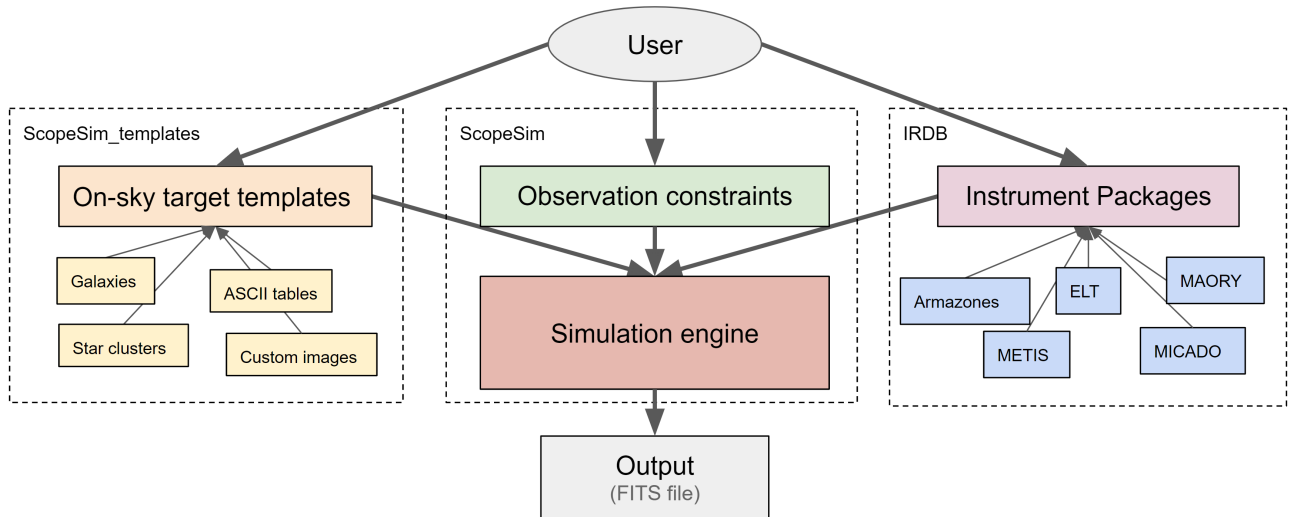 User
ScopeSim_templates
ScopeSim
IRDB
On-sky target templates
Observation constraints
Instrument Packages
Galaxies
ASCII tables
Star clusters
Custom images
Simulation engine
Armazones
ELT
MAORY
METIS
MICADO
Output
(FITS file)